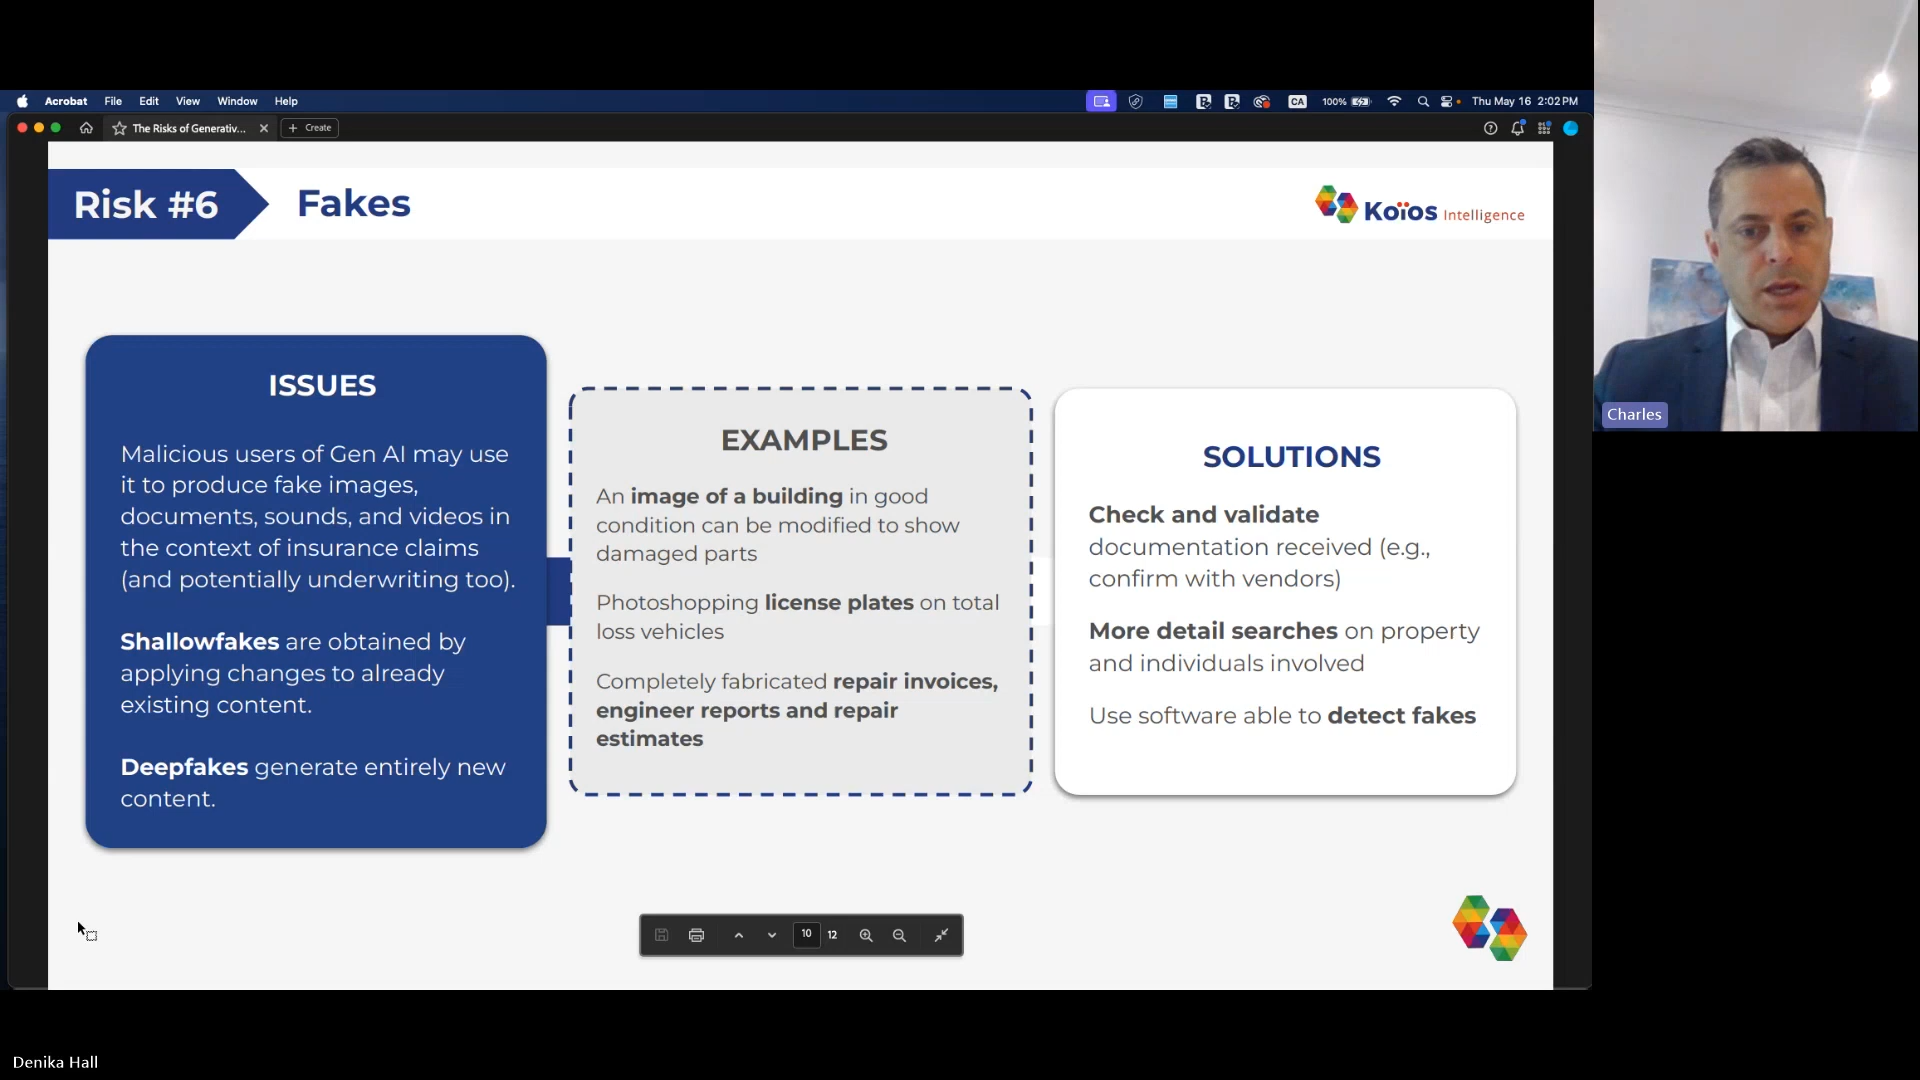 Acrobat File Edit View Window Help
CA 100% Thu May 16 2:02 PM
The Risks of Generativ...
Create
Risk #6
Fakes
Koïos Intelligence
ISSUES
Malicious users of Gen AI may use
it to produce fake images,
documents, sounds, and videos in
the context of insurance claims
(and potentially underwriting too).
Shallowfakes are obtained by
applying changes to already
existing content.
Deepfakes generate entirely new
content.
EXAMPLES
An image of a building in good
condition can be modified to show
damaged parts
Photoshopping license plates on total
loss vehicles
Completely fabricated repair invoices,
engineer reports and repair
estimates
SOLUTIONS
Check and validate
documentation received (e.g.,
confirm with vendors)
More detail searches on property
and individuals involved
Use software able to detect fakes
10 12
Charles
Denika Hall